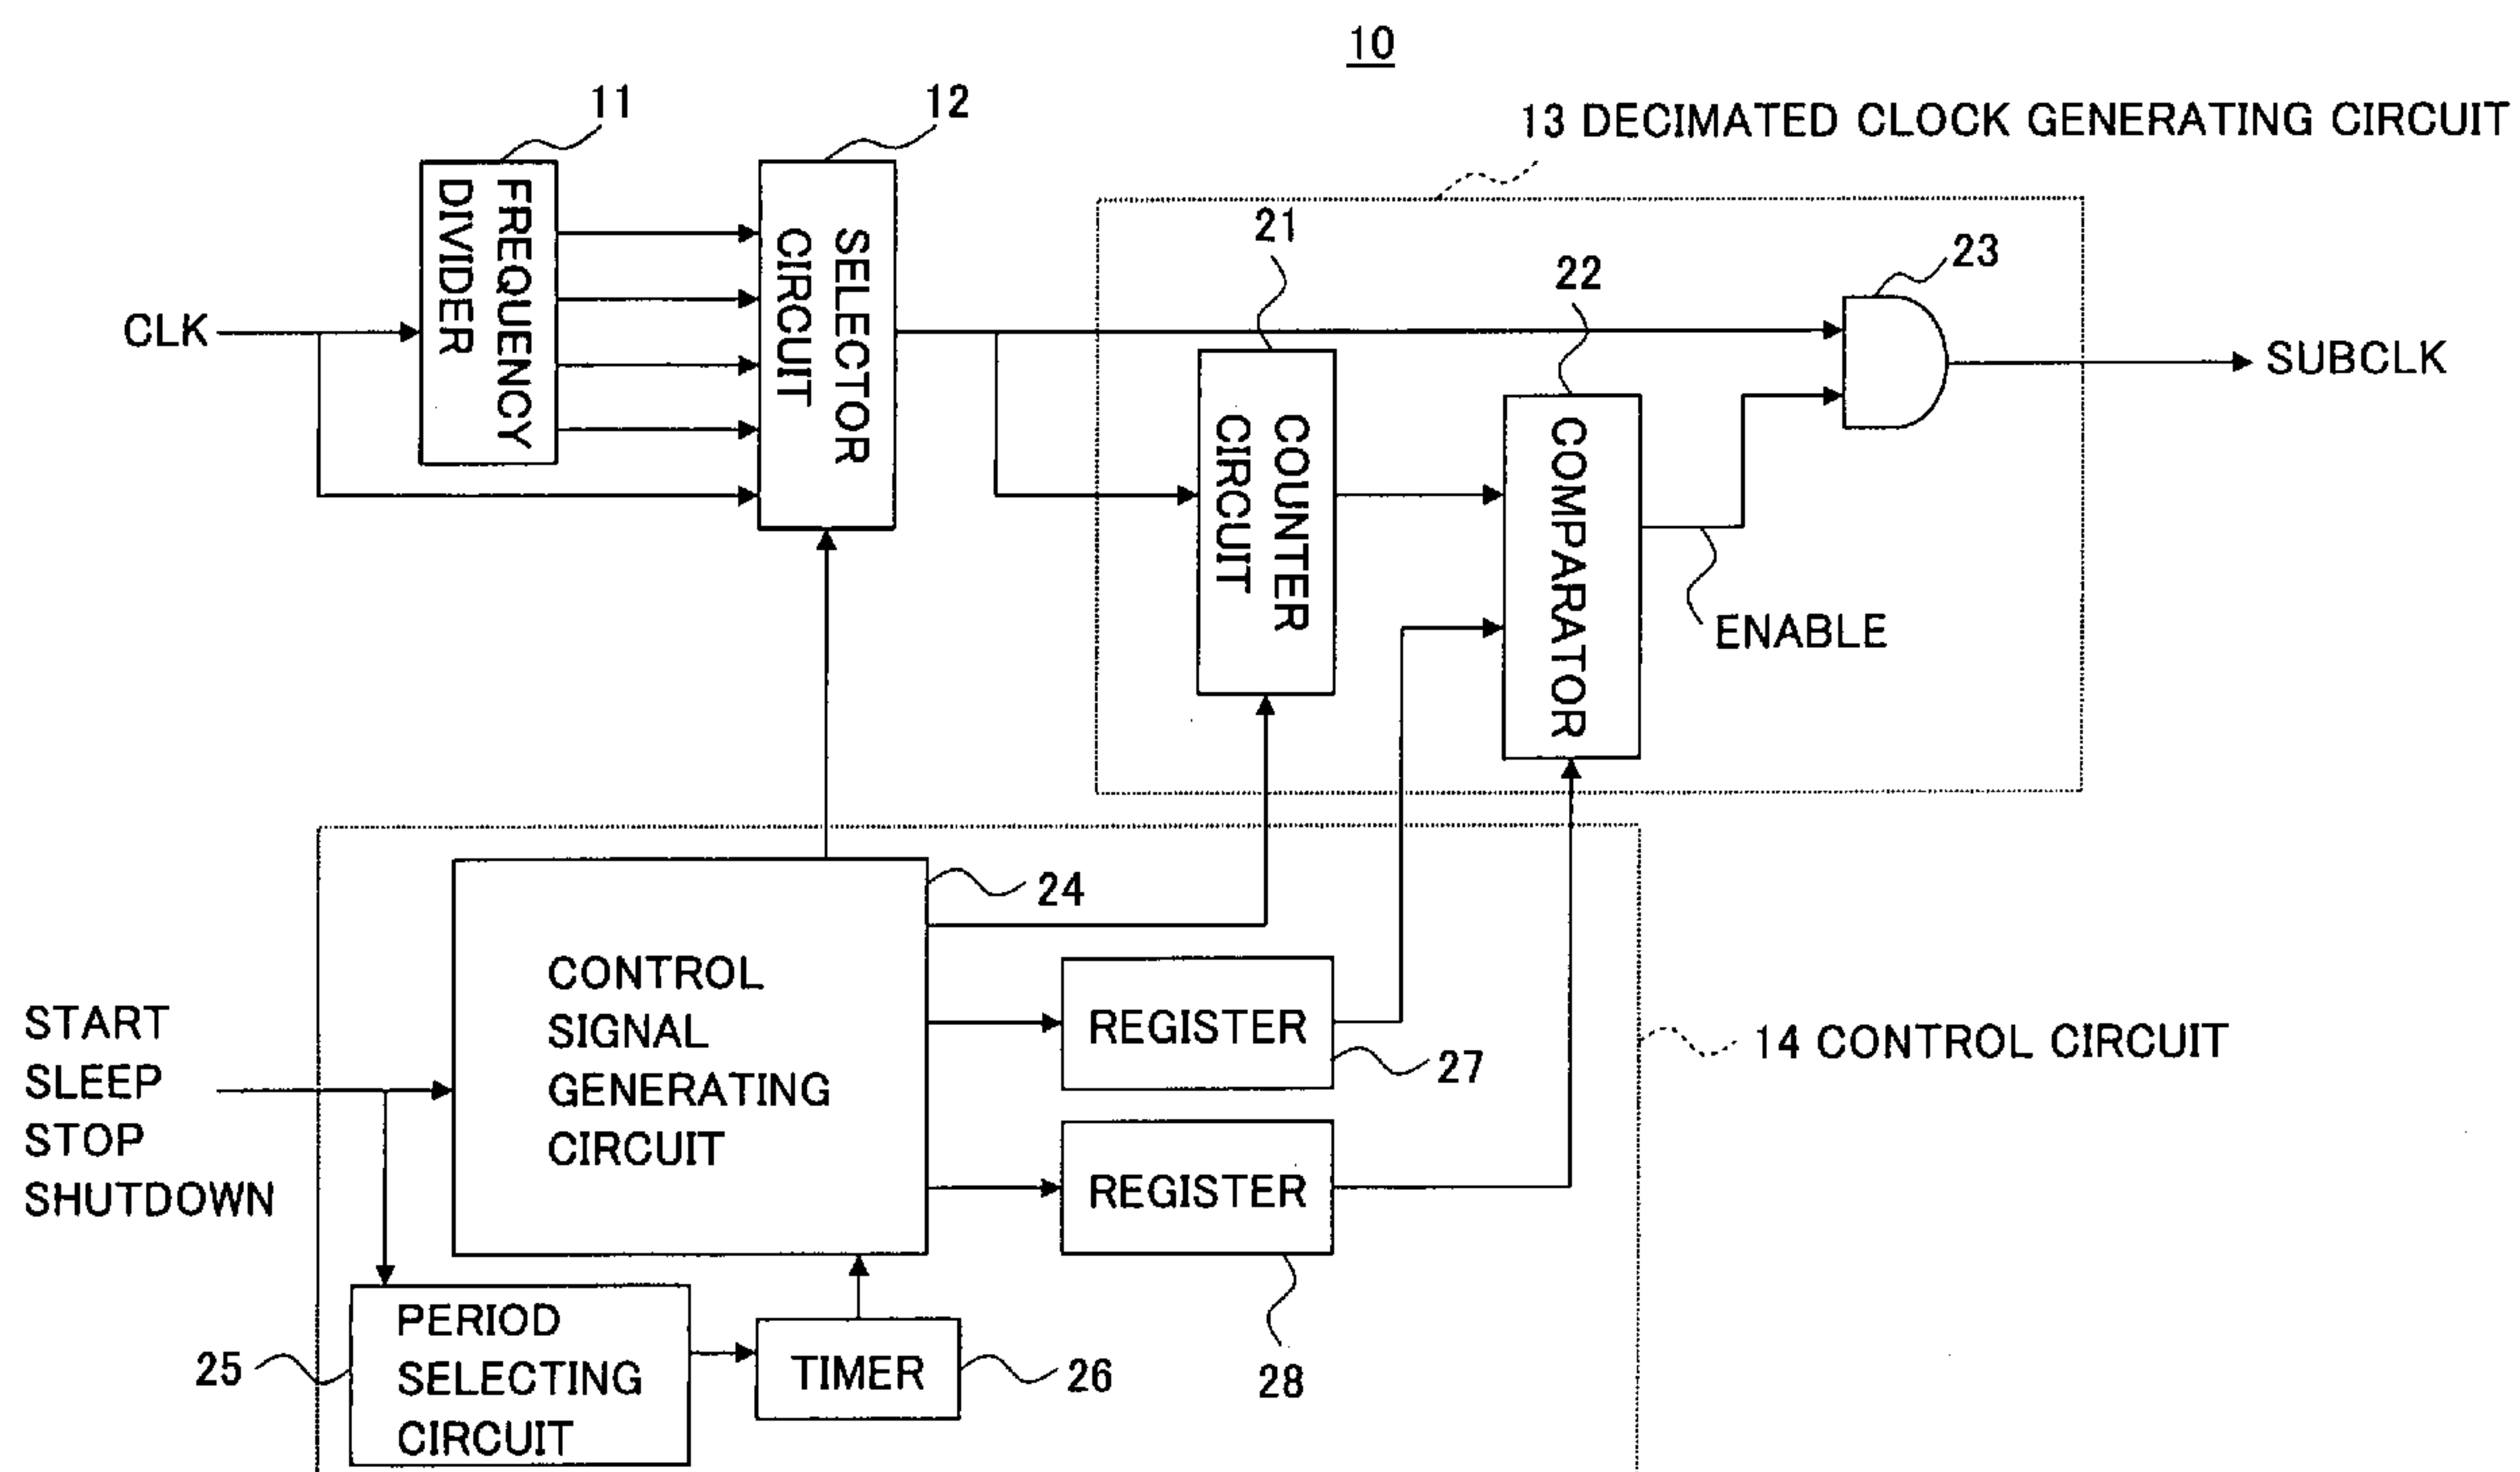 10
11
12
13 DECIMATED CLOCK GENERATING CIRCUIT
FREQUENCY
DIVIDER
SELECTOR
CIRCUIT
21
22
23
CLK
SUBCLK
COUNTER
CIRCUIT
COMPARATOR
ENABLE
24
CONTROL
SIGNAL
GENERATING
CIRCUIT
REGISTER
27
14 CONTROL CIRCUIT
START
SLEEP
STOP
SHUTDOWN
REGISTER
28
PERIOD
SELECTING
CIRCUIT
25
TIMER
26